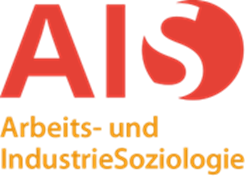 AIS
Arbeits- und
IndustrieSoziologie